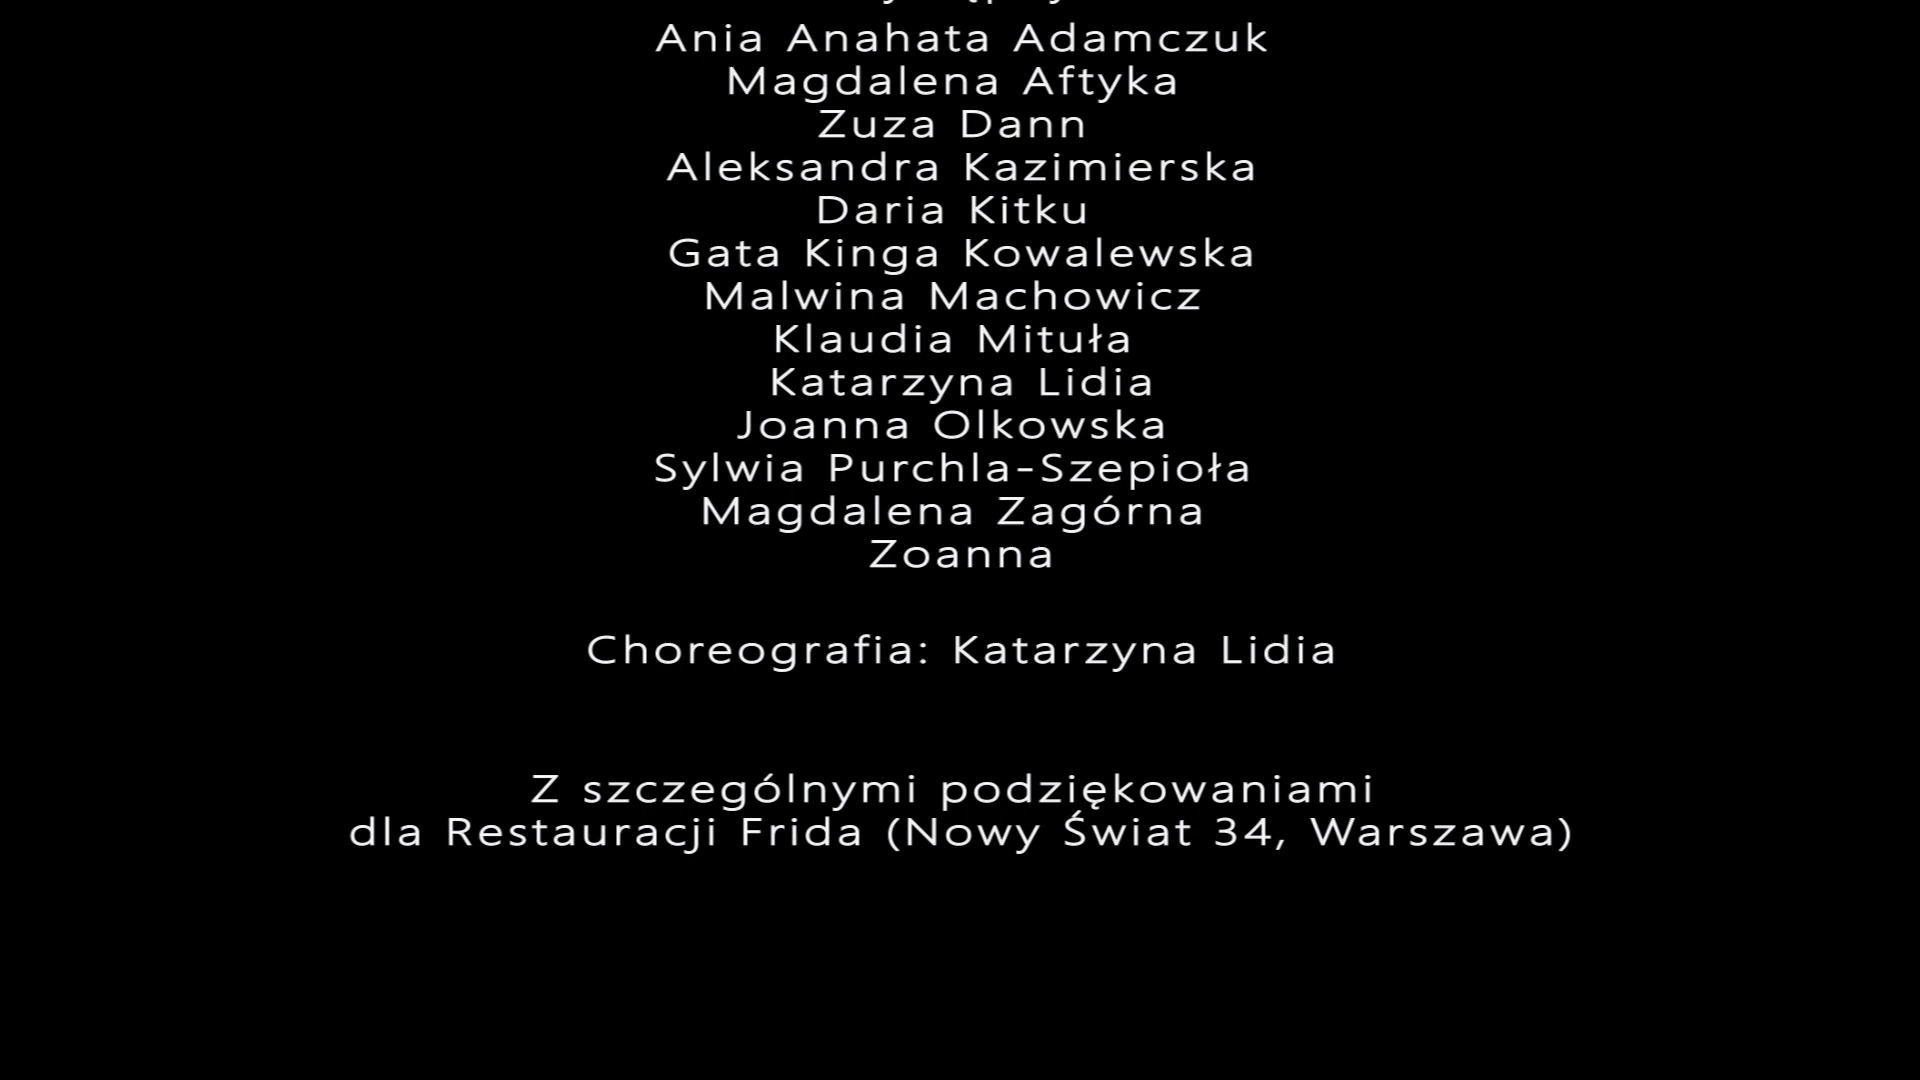 Ania Anahata Adamczuk
Magdalena Aftyka
Zuza Dann
Aleksandra Kazimierska
Daria Kitku
Gata Kinga Kowalewska
Malwina Machowicz
Klaudia Mituła
Katarzyna Lidia
Joanna Olkowska
Sylwia Purchla-Szepioła
Magdalena Zagórna
Zoanna
Choreografia: Katarzyna Lidia
Z szczególnymi podziękowaniami
dla Restauracji Frida (Nowy Świat 34, Warszawa)